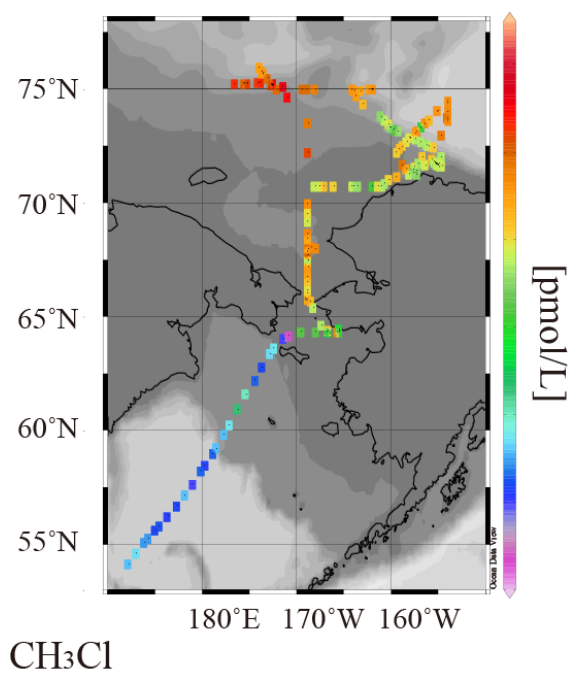 75°N
70°N
65°N
60°N
55°N
180°E 170°W 160°W
[pmol/L]
Ocean Data View
CH₃Cl